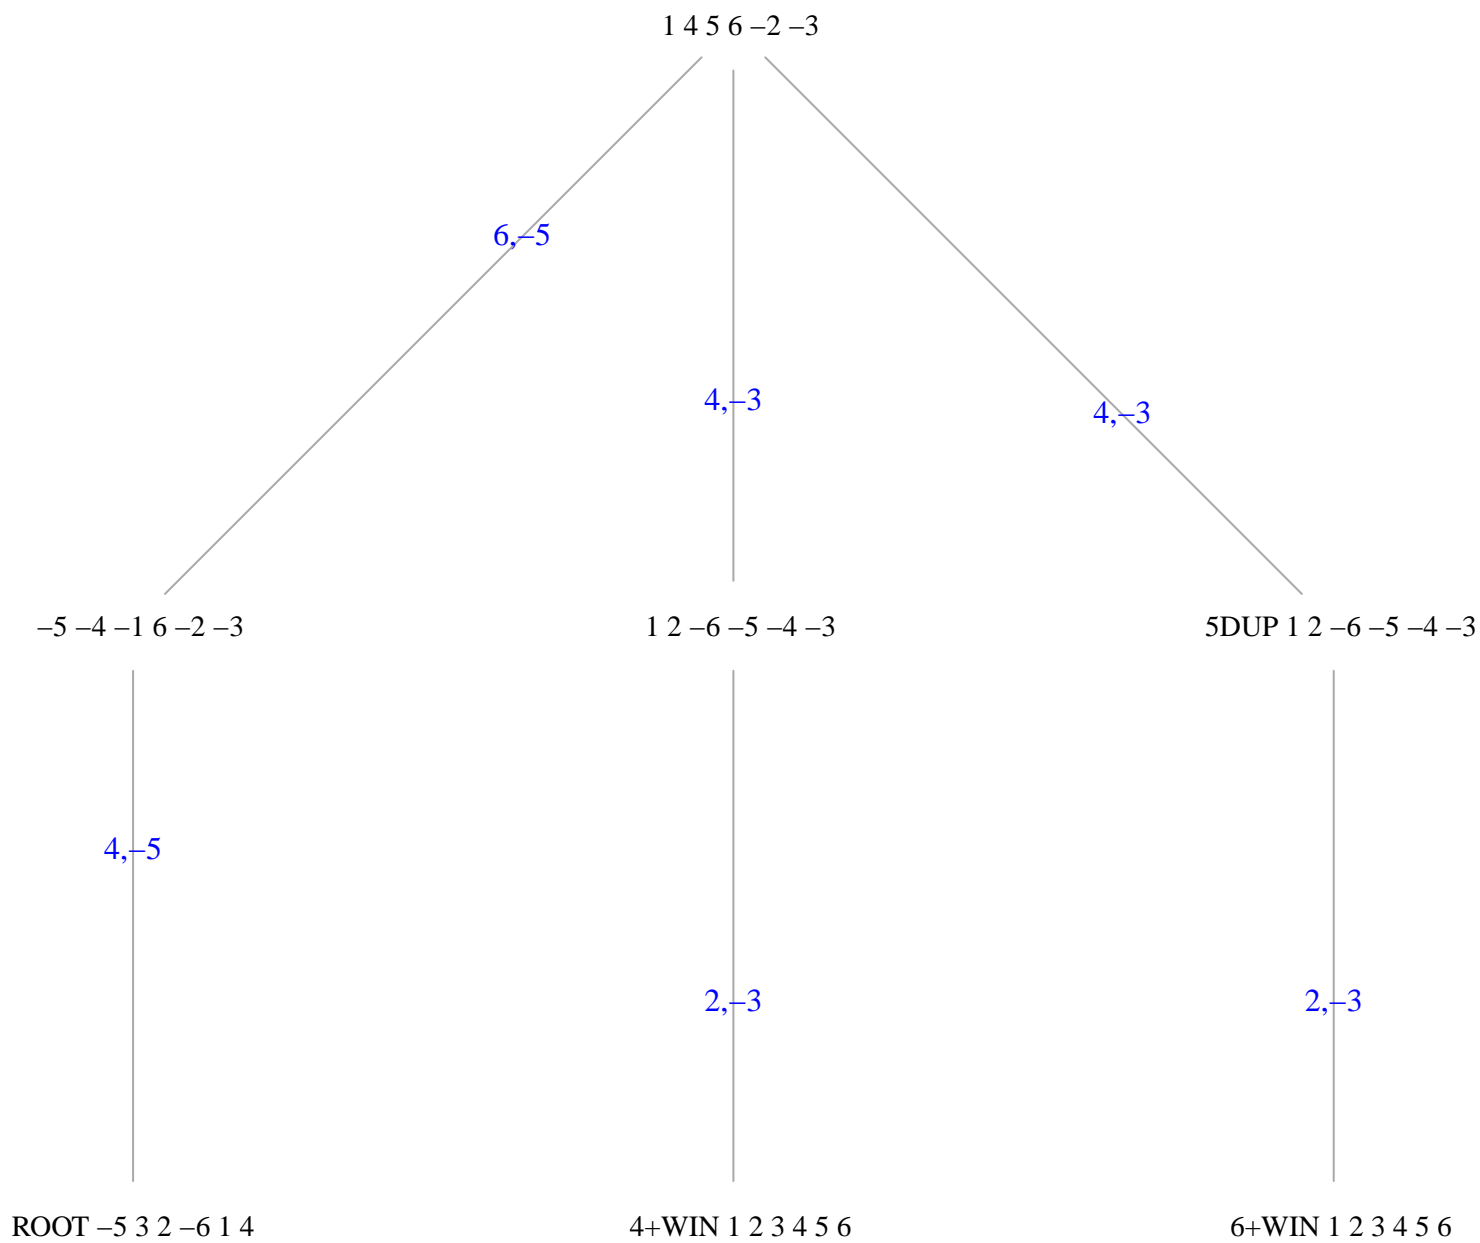 1 4 5 6 –2 –3
6,–5
4,–3
4,–3
–5 –4 –1 6 –2 –3
1 2 –6 –5 –4 –3
5DUP 1 2 –6 –5 –4 –3
4,–5
2,–3
2,–3
ROOT –5 3 2 –6 1 4
4+WIN 1 2 3 4 5 6
6+WIN 1 2 3 4 5 6